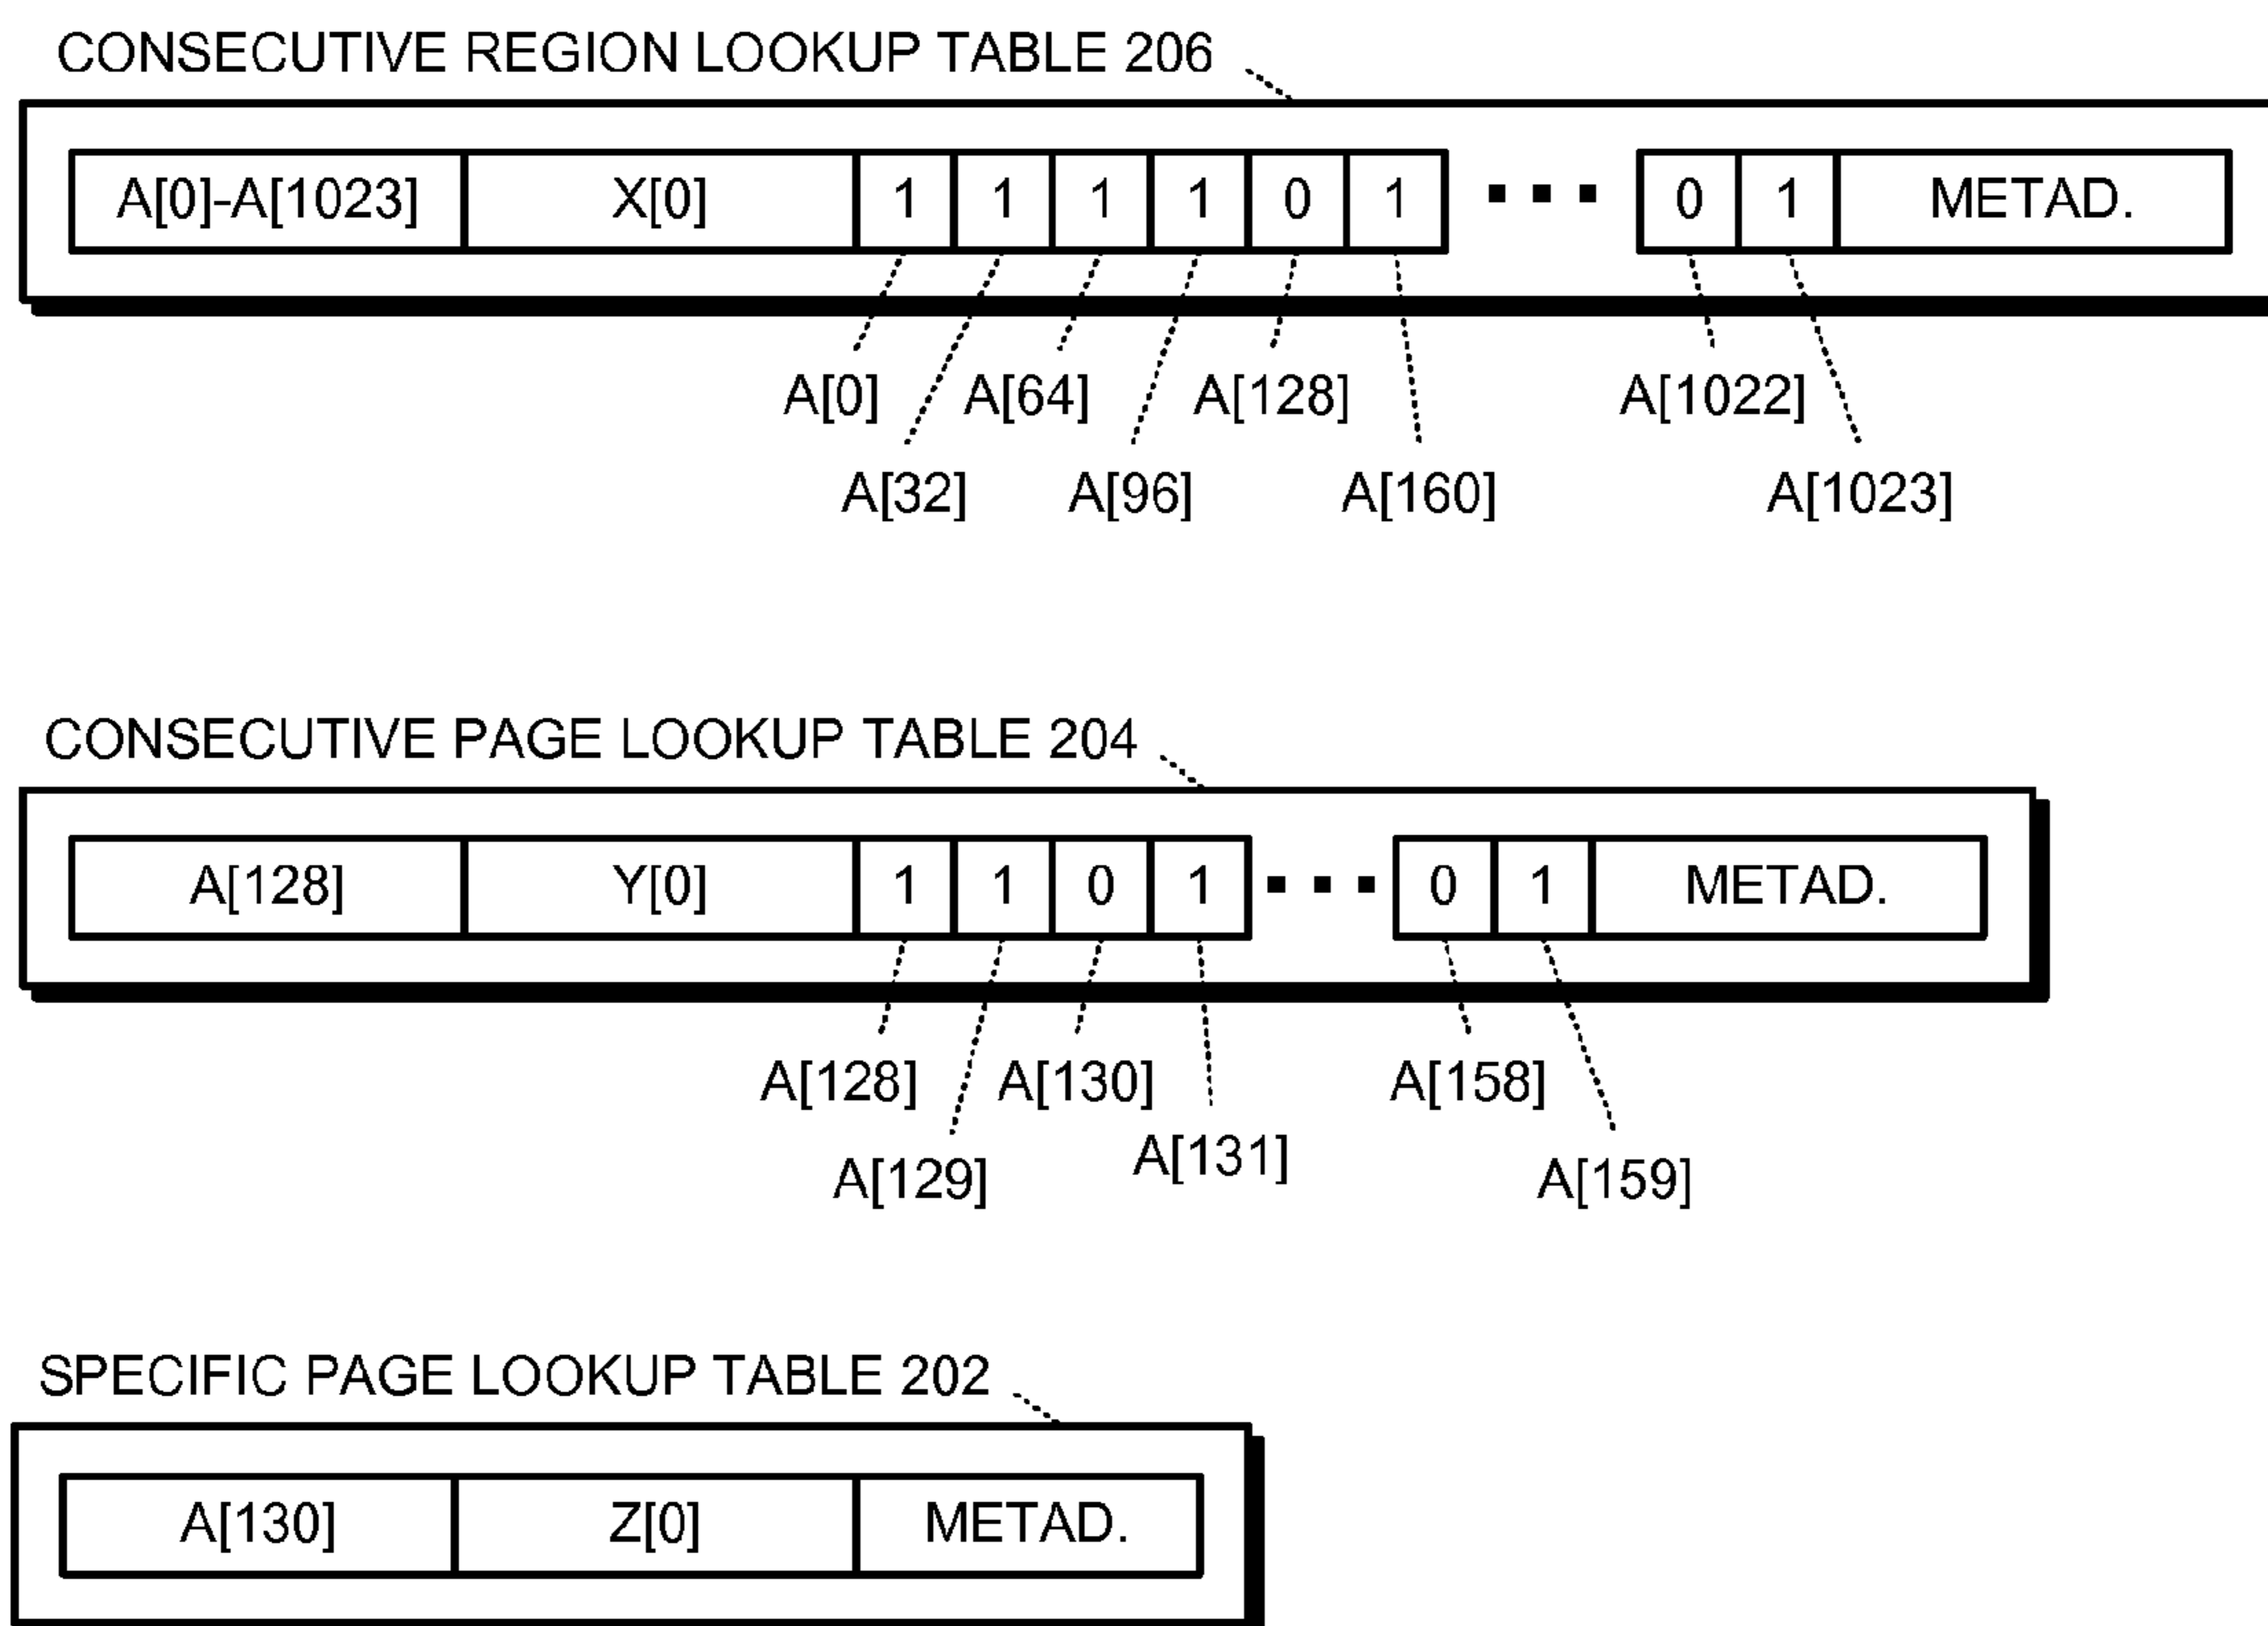 CONSECUTIVE REGION LOOKUP TABLE 206
A[0]-A[1023] X[0] 1 1 1 1 0 1 ▪▪▪ 0 1 METAD.
A[0] A[64] A[128] A[1022]
A[32] A[96] A[160] A[1023]
CONSECUTIVE PAGE LOOKUP TABLE 204
A[128] Y[0] 1 1 0 1 ▪▪▪ 0 1 METAD.
A[128] A[130] A[158]
A[131]
A[129] A[159]
SPECIFIC PAGE LOOKUP TABLE 202
A[130] Z[0] METAD.